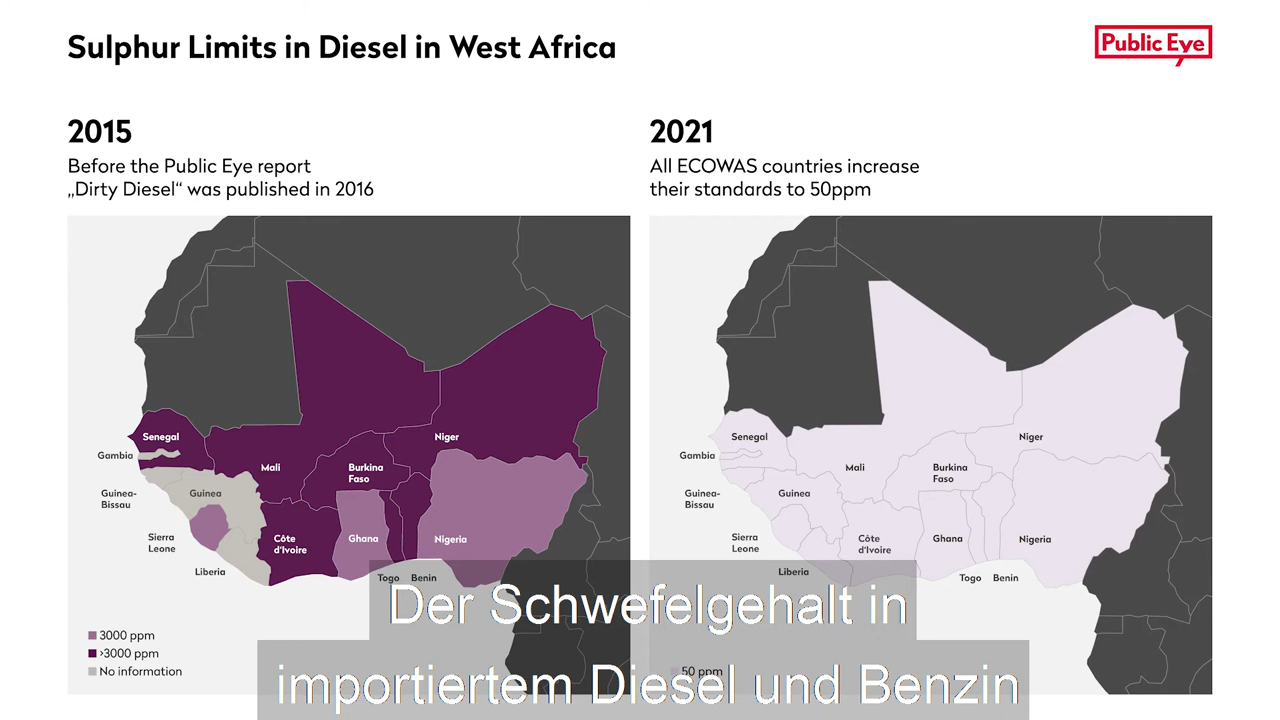 Sulphur Limits in Diesel in West Africa
Public Eye
2015
Before the Public Eye report
„Dirty Diesel“ was published in 2016
Senegal
Gambia
Guinea-
Bissau
Guinea
Sierra
Leone
Liberia
Mali
Burkina
Faso
Niger
Côte
d'Ivoire
Ghana
Nigeria
Togo
Benin
3000 ppm
>3000 ppm
No information
2021
All ECOWAS countries increase
their standards to 50ppm
Senegal
Gambia
Guinea-
Bissau
Guinea
Sierra
Leone
Liberia
Mali
Burkina
Faso
Niger
Côte
d'Ivoire
Ghana
Nigeria
Togo
Benin
50 ppm
Der Schwefelgehalt in
importiertem Diesel und Benzin